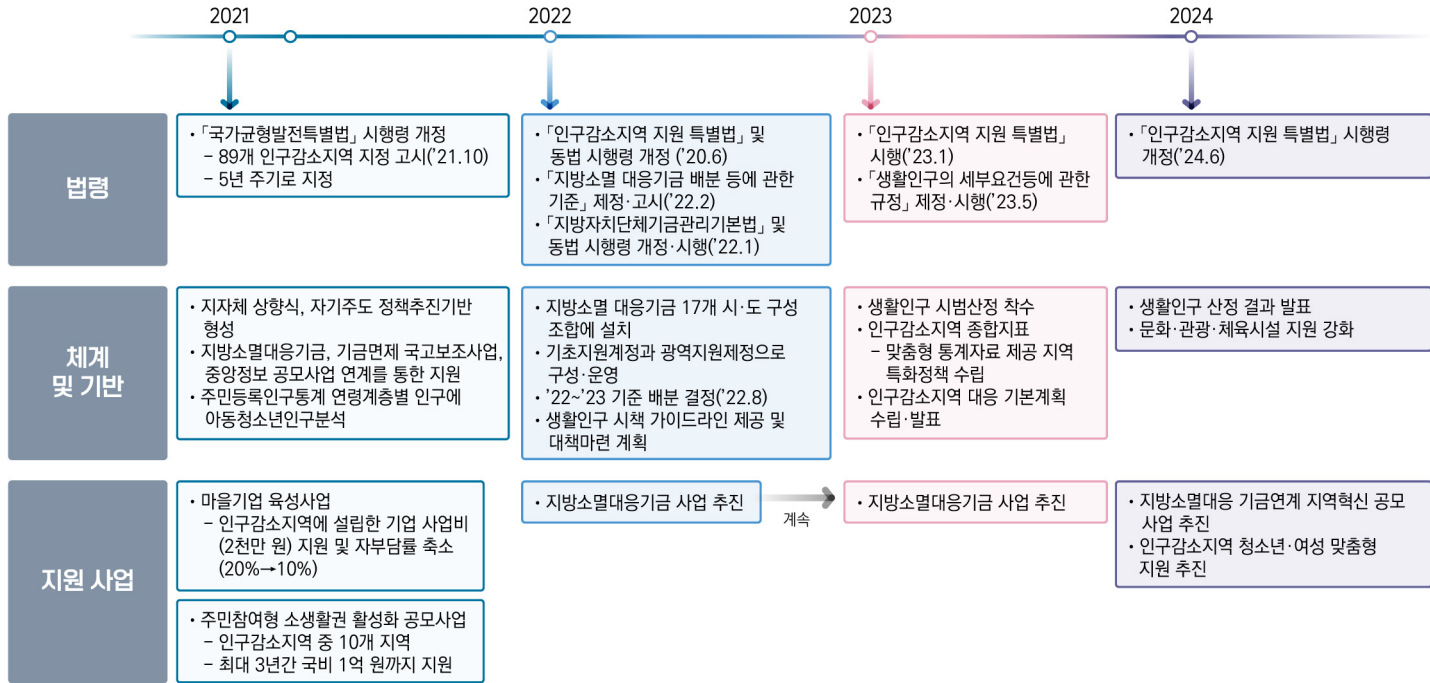 2021
2022
2023
2024
법령
• 「국가균형발전특별법」 시행령 개정
– 89개 인구감소지역 지정 고시(’21.10)
– 5년 주기로 지정
• 「인구감소지역 지원 특별법」 및
동법 시행령 개정 (’20.6)
• 「지방소멸 대응기금 배분 등에 관한
기준」 제정·고시(’22.2)
• 「지방자치단체기금관리기본법」 및
동법 시행령 개정·시행(’22.1)
• 「인구감소지역 지원 특별법」
시행(’23.1)
• 「생활인구의 세부요건등에 관한
규정」 제정·시행(’23.5)
• 「인구감소지역 지원 특별법」 시행령
개정(’24.6)
체계
및 기반
• 지자체 상향식, 자기주도 정책추진기반
형성
• 지방소멸대응기금, 기금면제 국고보조사업,
중앙정보 공모사업 연계를 통한 지원
• 주민등록인구통계 연령계층별 인구에
아동청소년인구분석
• 지방소멸 대응기금 17개 시·도 구성
조합에 설치
• 기초지원계정과 광역지원제정으로
구성·운영
• ’22~’23 기준 배분 결정(’22.8)
• 생활인구 시책 가이드라인 제공 및
대책마련 계획
• 생활인구 시범산정 착수
• 인구감소지역 종합지표
– 맞춤형 통계자료 제공 지역
특화정책 수립
• 인구감소지역 대응 기본계획
수립·발표
• 생활인구 산정 결과 발표
• 문화·관광·체육시설 지원 강화
지원 사업
• 마을기업 육성사업
– 인구감소지역에 설립한 기업 사업비
(2천만 원) 지원 및 자부담률 축소
(20%→10%)
• 주민참여형 소생활권 활성화 공모사업
– 인구감소지역 중 10개 지역
– 최대 3년간 국비 1억 원까지 지원
• 지방소멸대응기금 사업 추진
계속
• 지방소멸대응기금 사업 추진
• 지방소멸대응 기금연계 지역혁신 공모
사업 추진
• 인구감소지역 청소년·여성 맞춤형
지원 추진